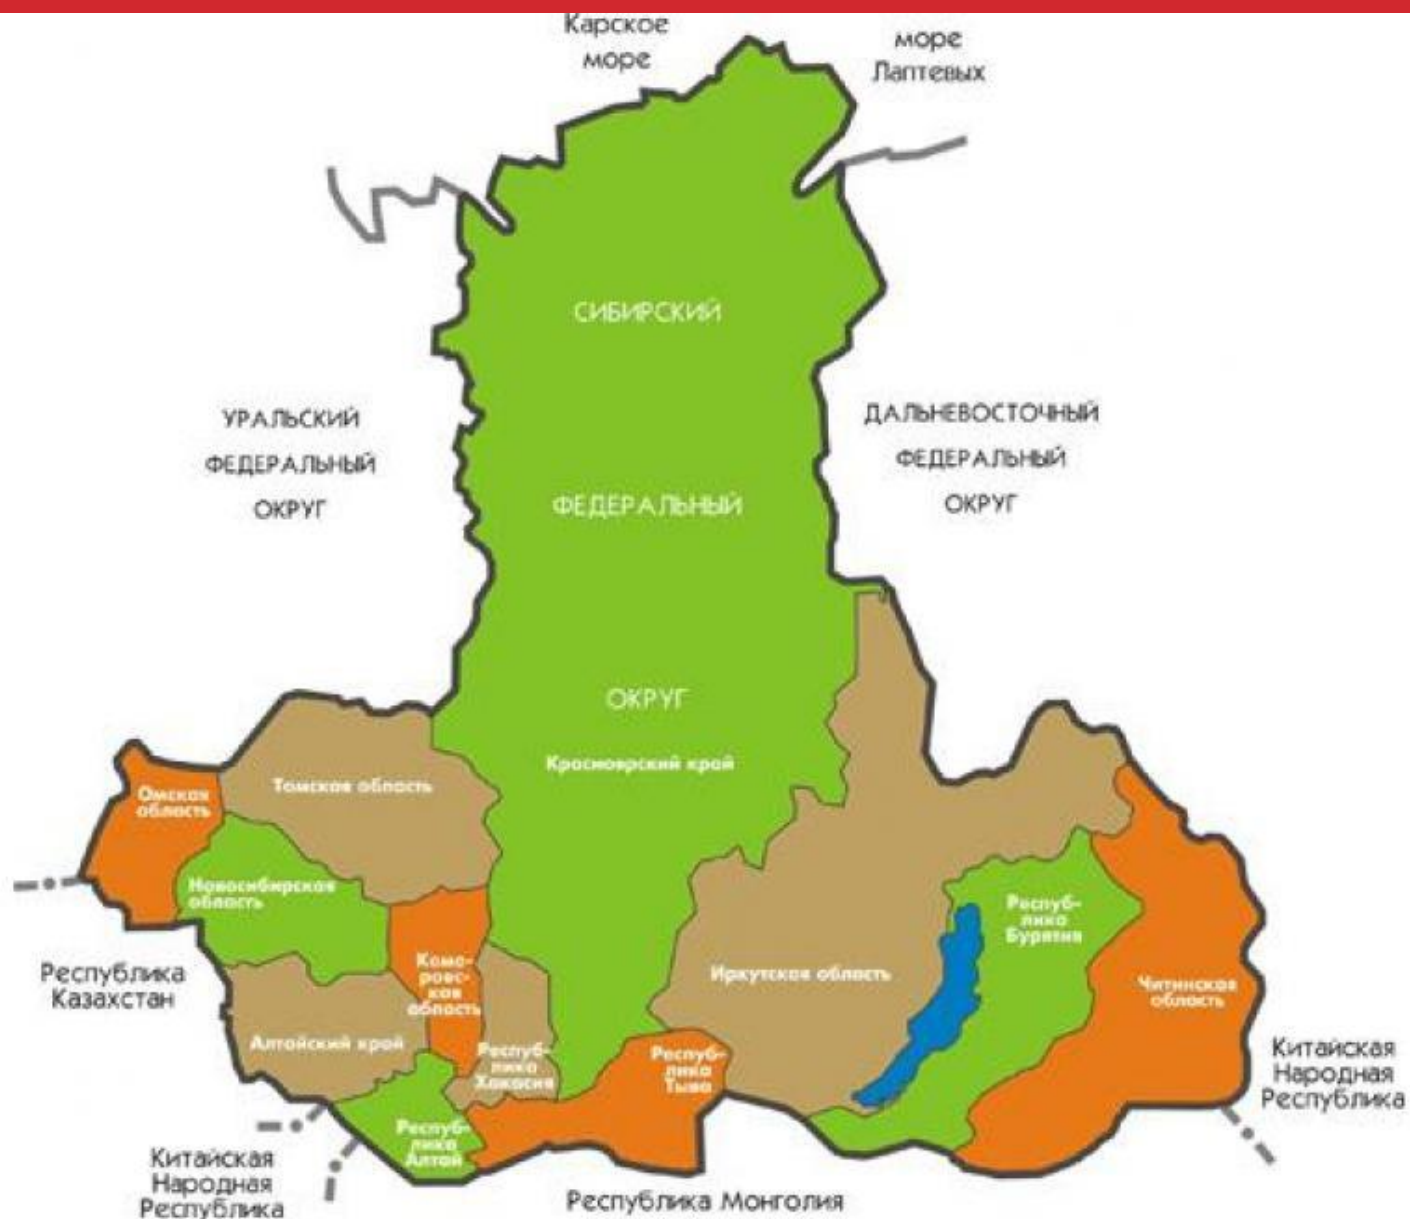 Карское
море
море
Лаптевых
СИБИРСКИЙ
УРАЛЬСКИЙ
ФЕДЕРАЛЬНЫЙ
ОКРУГ
ДАЛЬНЕВОСТОЧНЫЙ
ФЕДЕРАЛЬНЫЙ
ОКРУГ
ФЕДЕРАЛЬНЫЙ
ОКРУГ
Красноярский край
Томская область
Омская
область
Новосибирская
область
Респуб-
лика
Бурятия
Кеме-
ровс-
кая
область
Иркутская область
Читинская
область
Республика
Казахстан
Алтайский край
Респуб-
лика
Хакасия
Респуб-
лика
Тыва
Китайская
Народная
Республика
Респуб-
лика
Алтай
Китайская
Народная
Республика
Республика Монголия